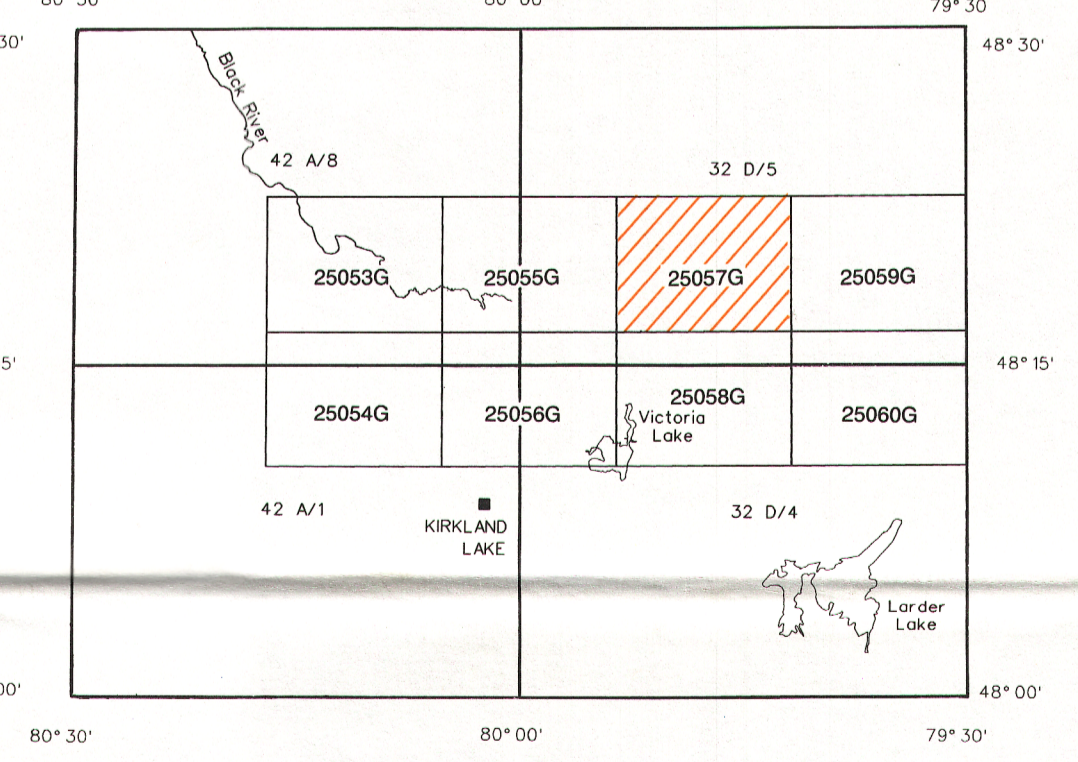 79° 30
30'
48° 30'
Black River
42 A/8
32 D/5
25053G
25055G
25057G
25059G
5'
48° 15'
25054G
25056G
25058G
25060G
Victoria
Lake
42 A/1
32 D/4
KIRKLAND
LAKE
Larder
Lake
00'
48° 00'
80° 30'
80° 00'
79° 30'